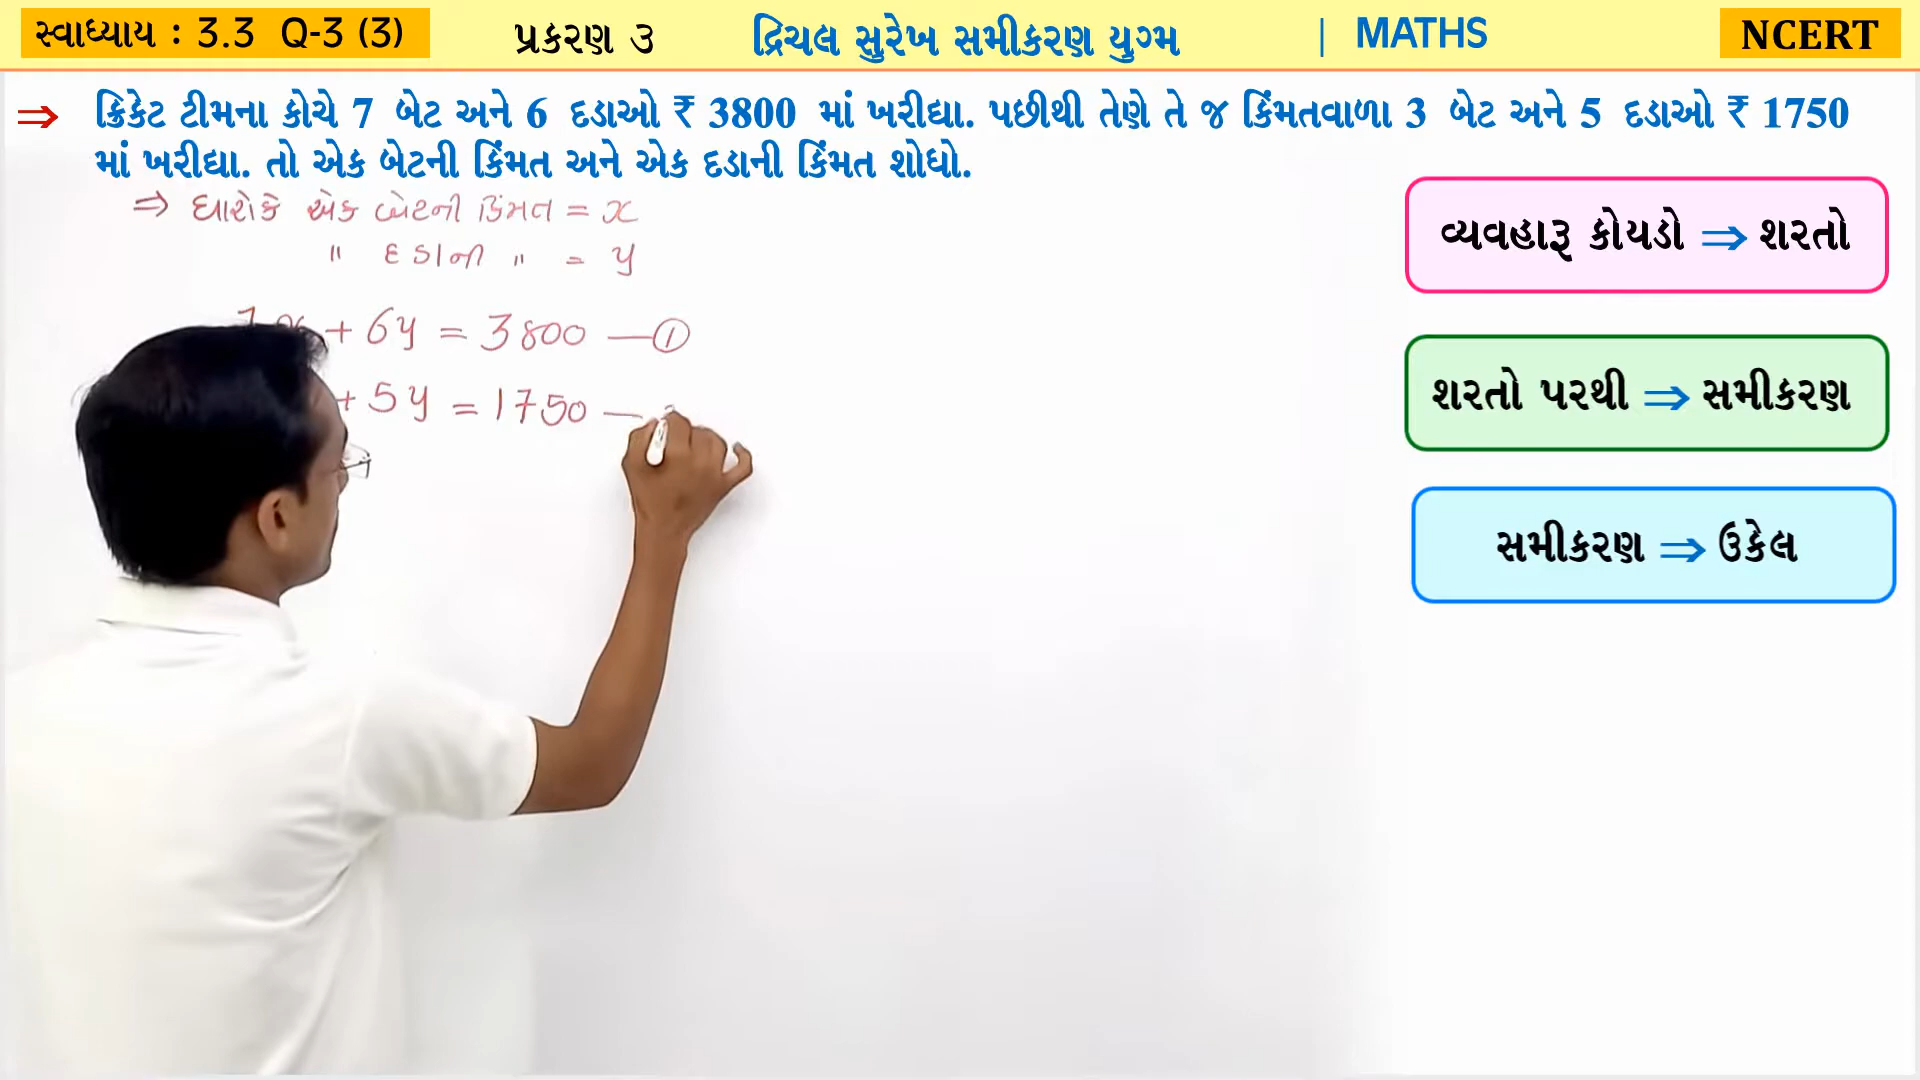 સ્વાધ્યાય : 3.3 Q-3 (3) પ્રકરણ ૩ દ્વિચલ સુરેખ સમીકરણ યુગ્મ | MATHS NCERT
⇒ ક્રિકેટ ટીમના કોચે 7 બેટ અને 6 દડાઓ ₹ 3800 માં ખરીદ્યા. પછીથી તેણે તે જ કિંમતવાળા 3 બેટ અને 5 દડાઓ ₹ 1750
માં ખરીદ્યા. તો એક બેટની કિંમત અને એક દડાની કિંમત શોધો.
⇒ ધારોકે એક બેટની કિંમત = x
" દડાની " = y
+ 6y = 3800 — ①
+ 5y = 1750 —
વ્યવહારૂ કોયડો ⇒ શરતો
શરતો પરથી ⇒ સમીકરણ
સમીકરણ ⇒ ઉકેલ